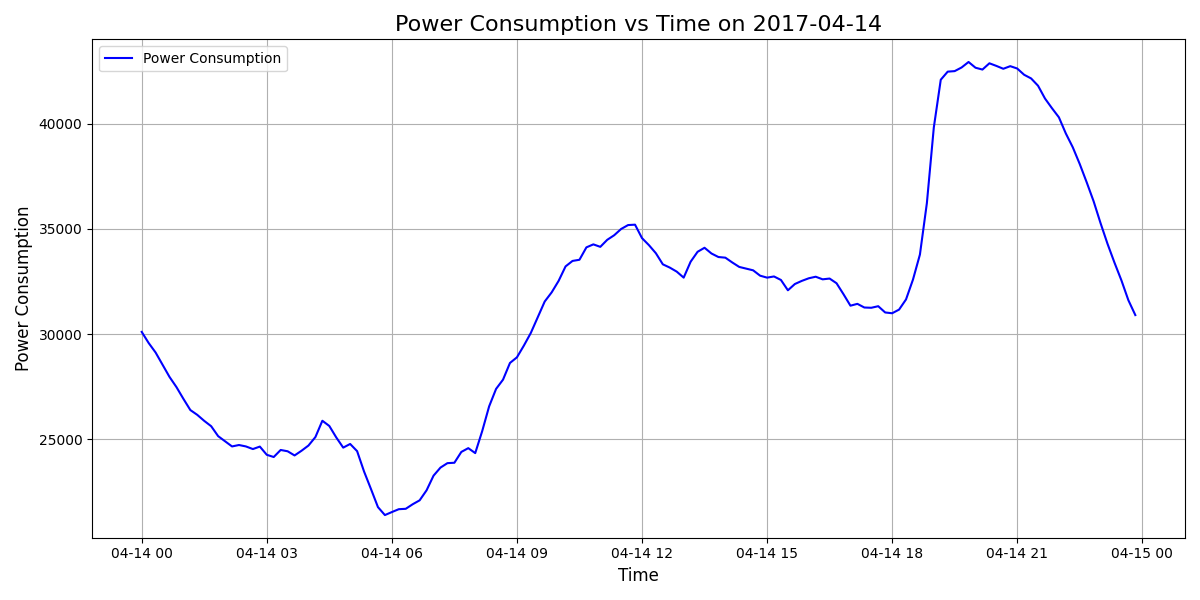 Power Consumption vs Time on 2017-04-14
Power Consumption
Power Consumption
40000
35000
30000
25000
04-14 00 04-14 03 04-14 06 04-14 09 04-14 12 04-14 15 04-14 18 04-14 21 04-15 00
Time